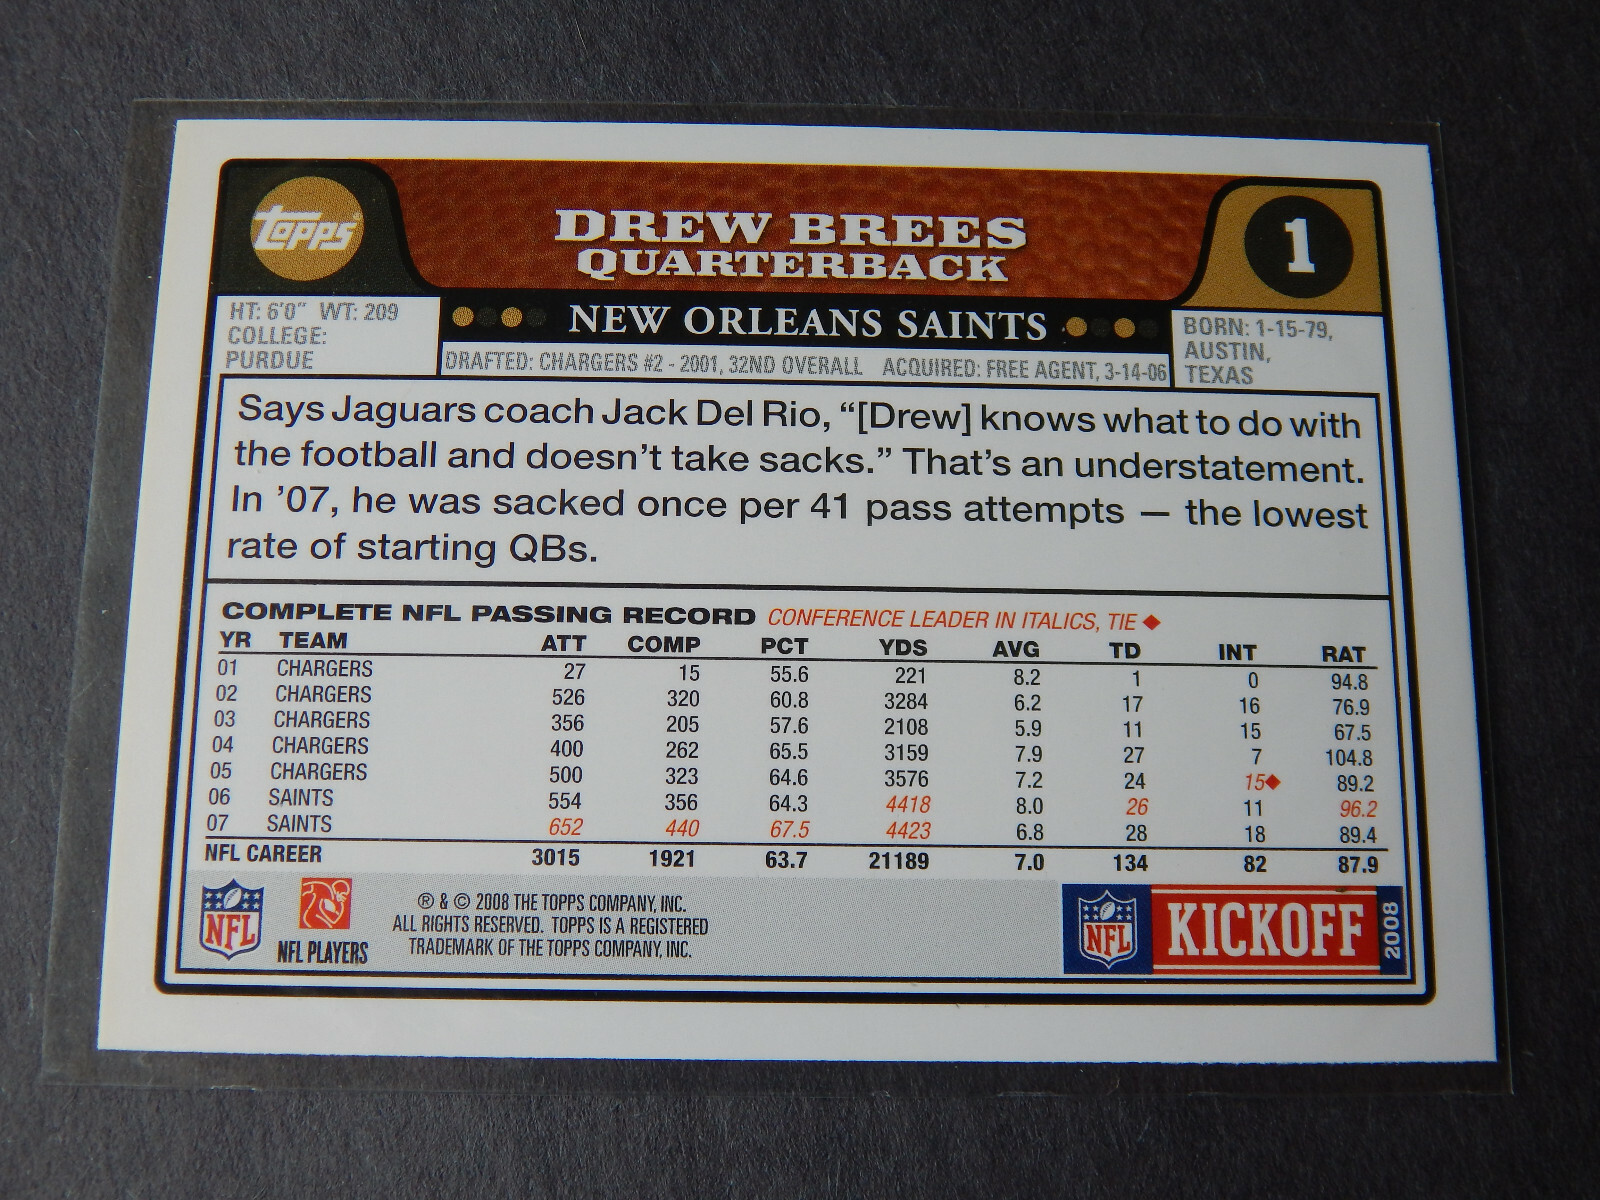 Topps
DREW BREES
QUARTERBACK
1
NEW ORLEANS SAINTS
HT: 6'0" WT: 209
COLLEGE:
PURDUE
DRAFTED: CHARGERS #2 - 2001, 32ND OVERALL ACQUIRED: FREE AGENT, 3-14-06
BORN: 1-15-79,
AUSTIN,
TEXAS
Says Jaguars coach Jack Del Rio, “[Drew] knows what to do with
the football and doesn’t take sacks.” That’s an understatement.
In ’07, he was sacked once per 41 pass attempts — the lowest
rate of starting QBs.
COMPLETE NFL PASSING RECORD CONFERENCE LEADER IN ITALICS, TIE ◆
YR TEAM ATT COMP PCT YDS AVG TD INT RAT
01 CHARGERS 27 15 55.6 221 8.2 1 0 94.8
02 CHARGERS 526 320 60.8 3284 6.2 17 16 76.9
03 CHARGERS 356 205 57.6 2108 5.9 11 15 67.5
04 CHARGERS 400 262 65.5 3159 7.9 27 7 104.8
05 CHARGERS 500 323 64.6 3576 7.2 24 15◆ 89.2
06 SAINTS 554 356 64.3 4418 8.0 26 11 96.2
07 SAINTS 652 440 67.5 4423 6.8 28 18 89.4
NFL CAREER 3015 1921 63.7 21189 7.0 134 82 87.9
NFL
NFL PLAYERS
® & © 2008 THE TOPPS COMPANY, INC.
ALL RIGHTS RESERVED. TOPPS IS A REGISTERED
TRADEMARK OF THE TOPPS COMPANY, INC.
NFL
KICKOFF
2008